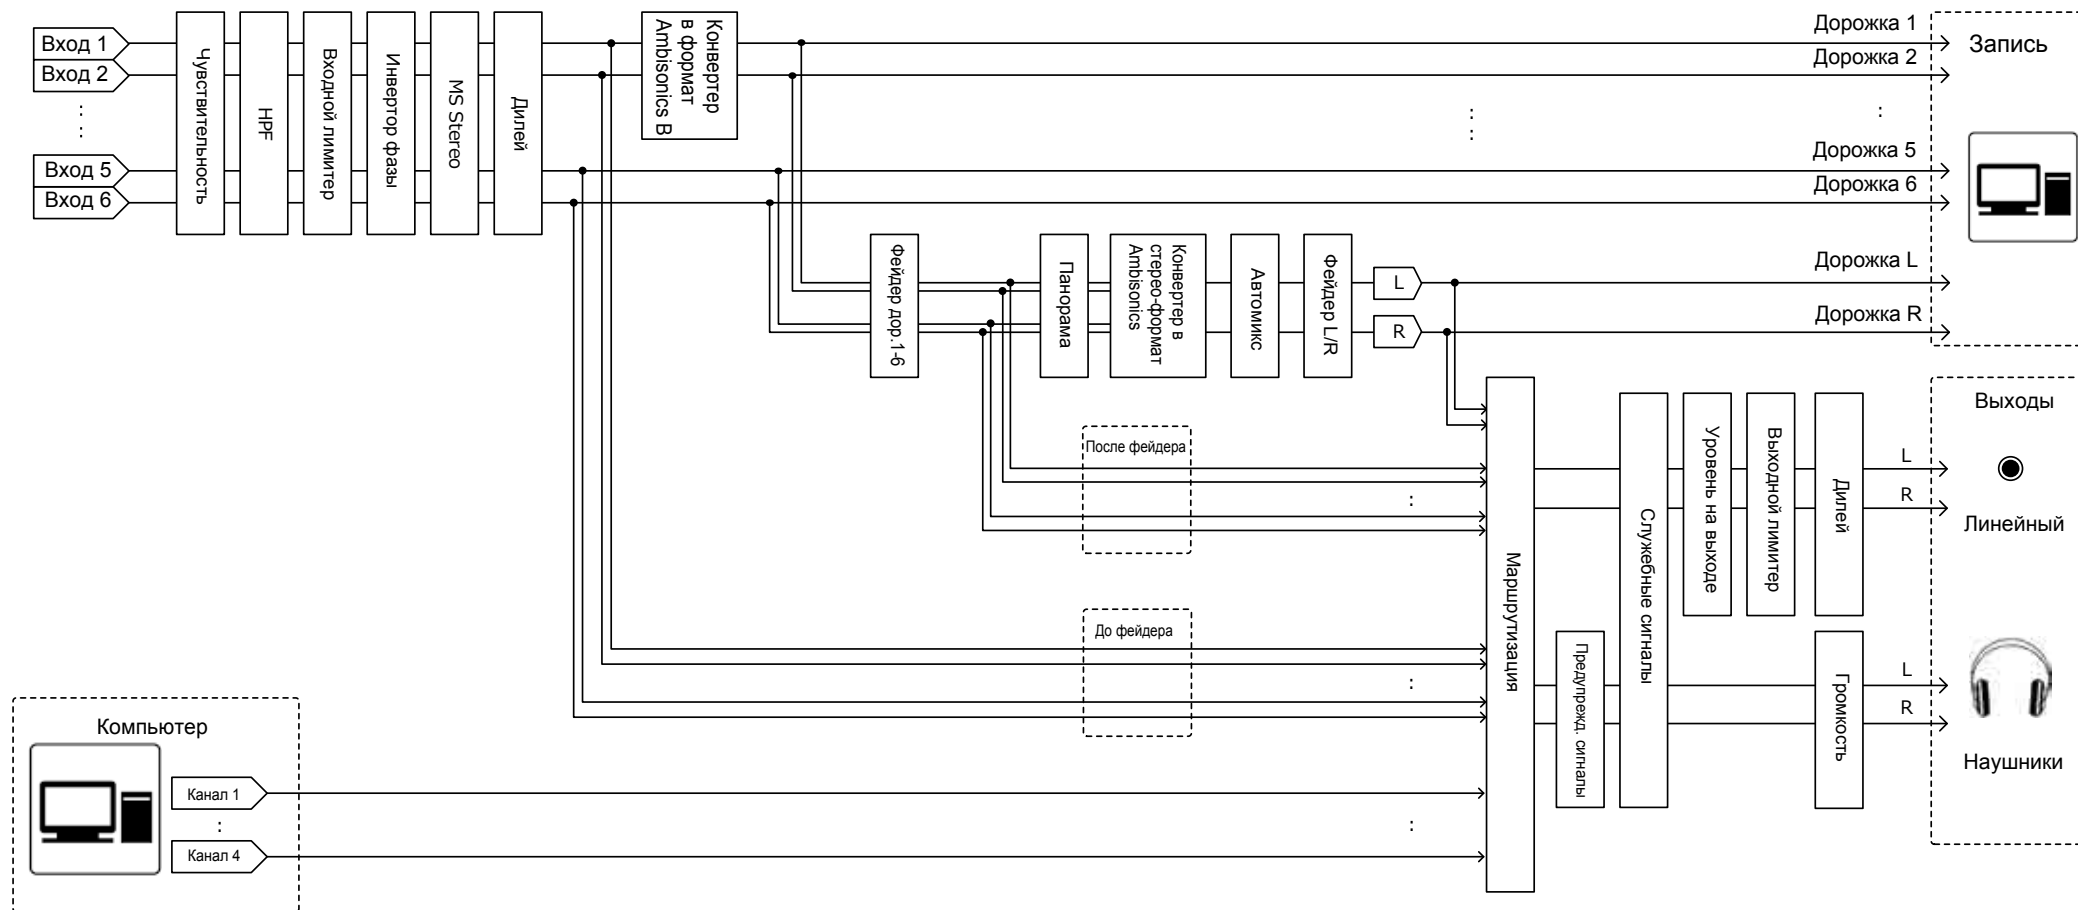 Вход 1
Вход 2
:
:
Вход 5
Вход 6
Чувствительность
HPF
Входной лимитер
Инвертор фазы
MS Stereo
Дилей
Конвертер
в формат
Ambisonics B
Дорожка 1
Дорожка 2
:
:
:
Дорожка 5
Дорожка 6
Дорожка L
Дорожка R
Запись
Фейдер дор.1-6
Панорама
Конвертер в
стерео-формат
Ambisonics
Автомикс
Фейдер L/R
L
R
После фейдера
:
До фейдера
:
Маршрутизация
Предупрежд. сигналы
Служебные сигналы
Уровень на выходе
Выходной лимитер
Дилей
Громкость
L
R
L
R
Выходы
Линейный
Наушники
Компьютер
Канал 1
:
Канал 4
: